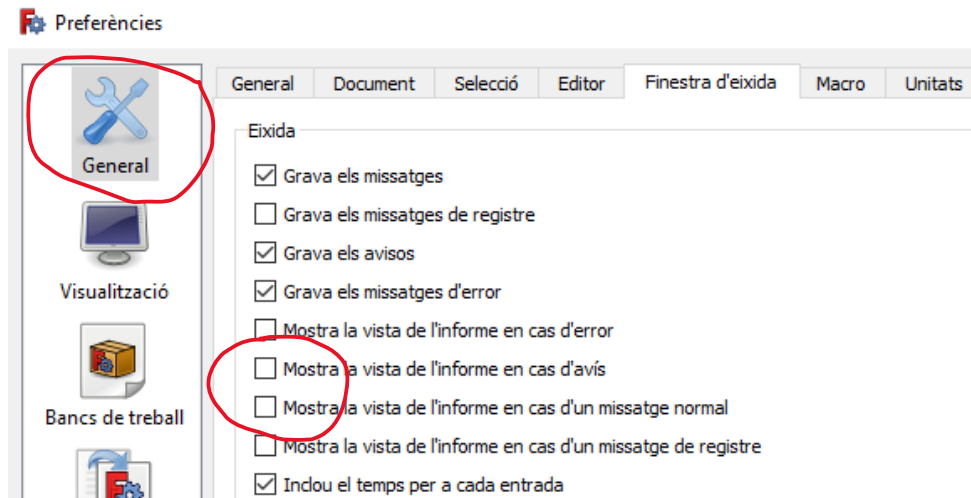 Preferències
General Document Selecció Editor Finestra d'eixida Macro Unitats
Eixida
General
Grava els missatges
Grava els missatges de registre
Grava els avisos
Grava els missatges d'error
Visualització
Mostra la vista de l'informe en cas d'error
Mostra la vista de l'informe en cas d'avís
Mostra la vista de l'informe en cas d'un missatge normal
Bancs de treball
Mostra la vista de l'informe en cas d'un missatge de registre
Inclou el temps per a cada entrada